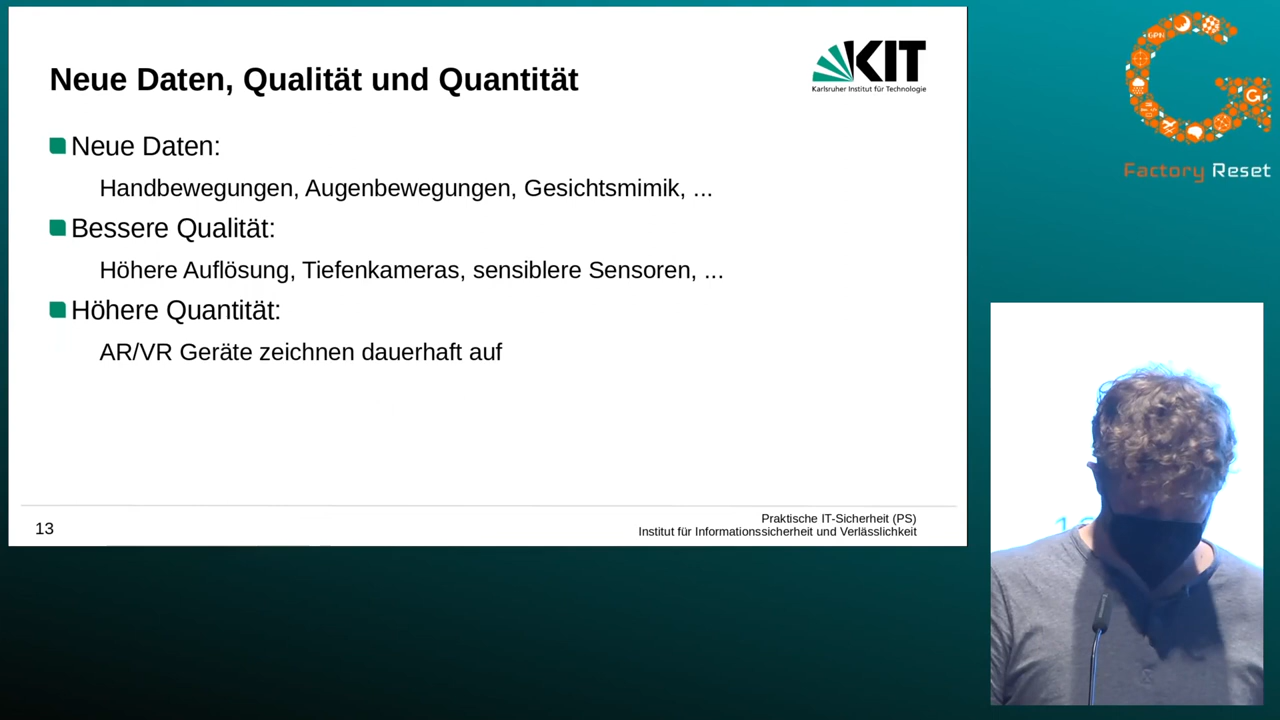 Neue Daten, Qualität und Quantität
KIT
Karlsruher Institut für Technologie
Neue Daten:
Handbewegungen, Augenbewegungen, Gesichtsmimik, ...
Bessere Qualität:
Höhere Auflösung, Tiefenkameras, sensiblere Sensoren, ...
Höhere Quantität:
AR/VR Geräte zeichnen dauerhaft auf
13
Praktische IT-Sicherheit (PS)
Institut für Informationssicherheit und Verlässlichkeit
GPN
G
Factory Reset